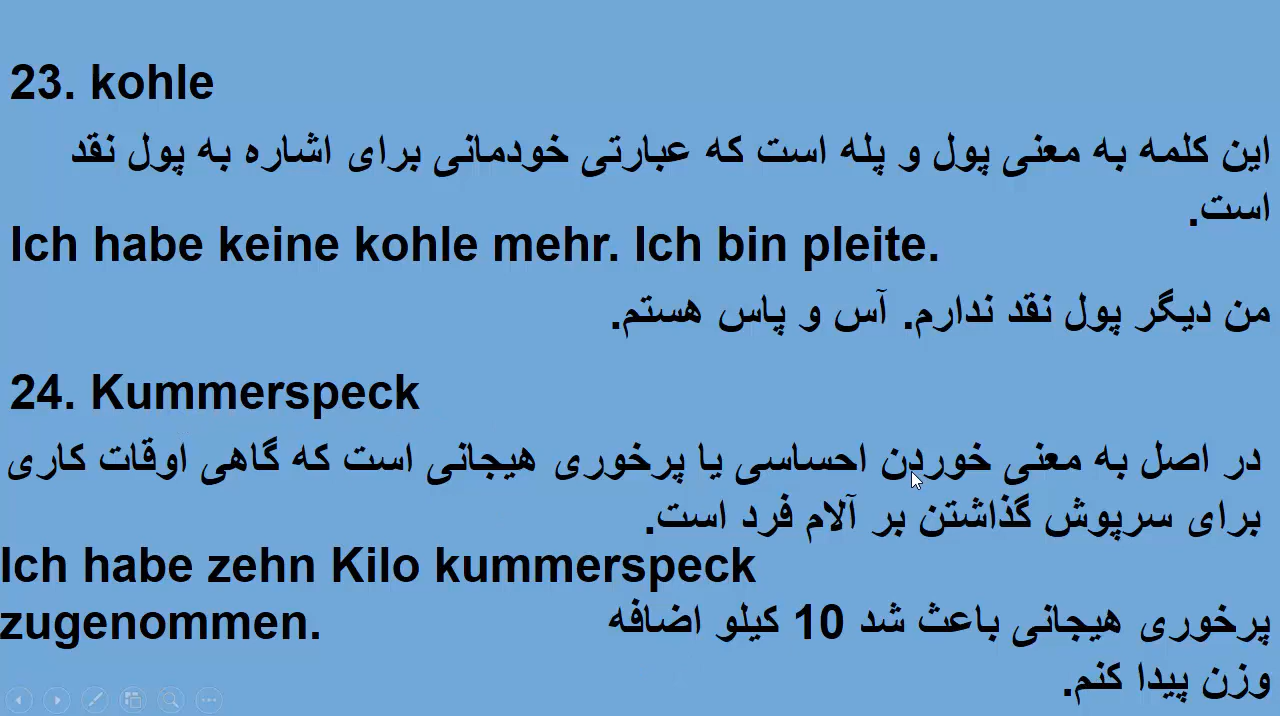 23. kohle
این کلمه به معنی پول و پله است که عبارتی خودمانی برای اشاره به پول نقد
است.
Ich habe keine kohle mehr. Ich bin pleite.
من دیگر پول نقد ندارم. آس و پاس هستم.
24. Kummerspeck
در اصل به معنی خوردن احساسی یا پرخوری هیجانی است که گاهی اوقات کاری
برای سرپوش گذاشتن بر آلام فرد است.
Ich habe zehn Kilo kummerspeck
zugenommen.
پرخوری هیجانی باعث شد 10 کیلو اضافه
وزن پیدا کنم.